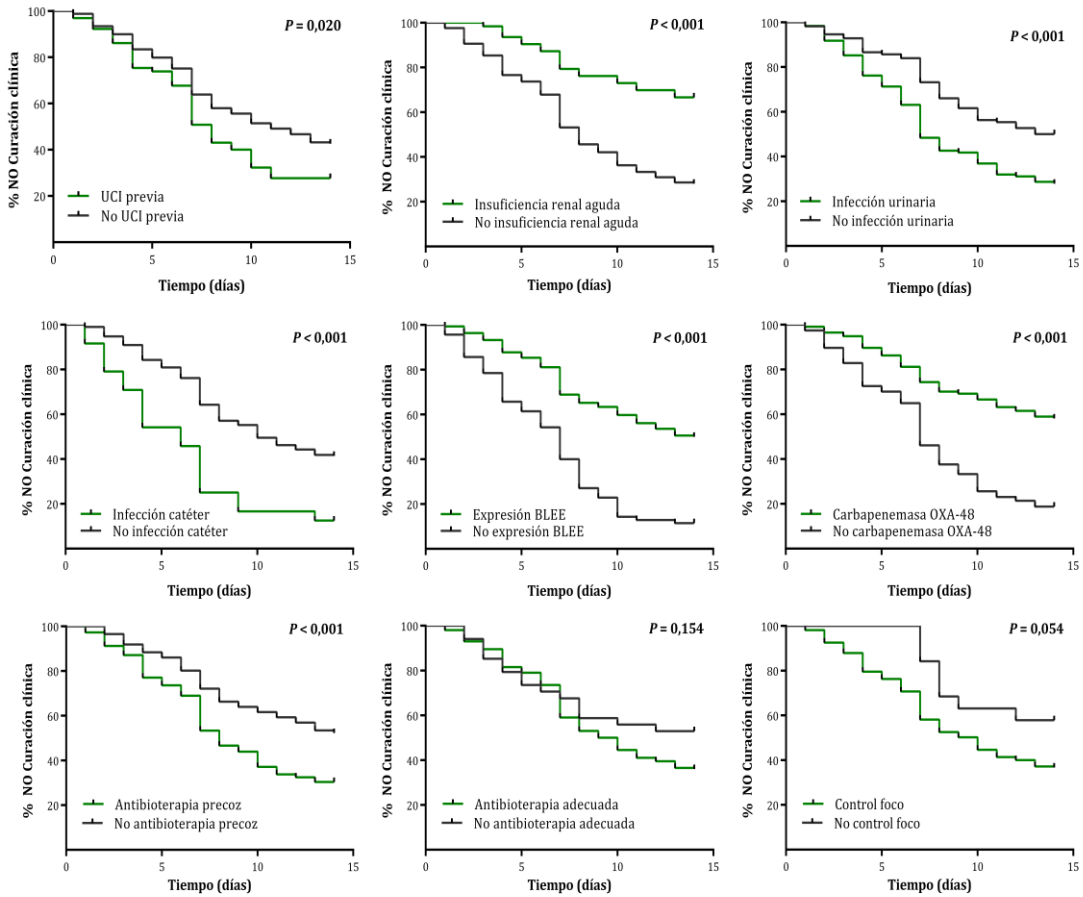 % NO Curación clínica
100
80
60
40
20
P = 0,020
UCI previa
No UCI previa
0
5
10
15
Tiempo (días)
% NO Curación clínica
100
80
60
40
20
P < 0,001
Insuficiencia renal aguda
No insuficiencia renal aguda
0
5
10
15
Tiempo (días)
% NO Curación clínica
100
80
60
40
20
P < 0,001
Infección urinaria
No infección urinaria
0
5
10
15
Tiempo (días)
% NO Curación clínica
100
80
60
40
20
P < 0,001
Infección catéter
No infección catéter
0
5
10
15
Tiempo (días)
% NO Curación clínica
100
80
60
40
20
P < 0,001
Expresión BLEE
No expresión BLEE
0
5
10
15
Tiempo (días)
% NO Curación clínica
100
80
60
40
20
P < 0,001
Carbapenemasa OXA-48
No carbapenemasa OXA-48
0
5
10
15
Tiempo (días)
% NO Curación clínica
100
80
60
40
20
P < 0,001
Antibioterapia precoz
No antibioterapia precoz
0
5
10
15
Tiempo (días)
% NO Curación clínica
100
80
60
40
20
P = 0,154
Antibioterapia adecuada
No antibioterapia adecuada
0
5
10
15
Tiempo (días)
% NO Curación clínica
100
80
60
40
20
P = 0,054
Control foco
No control foco
0
5
10
15
Tiempo (días)